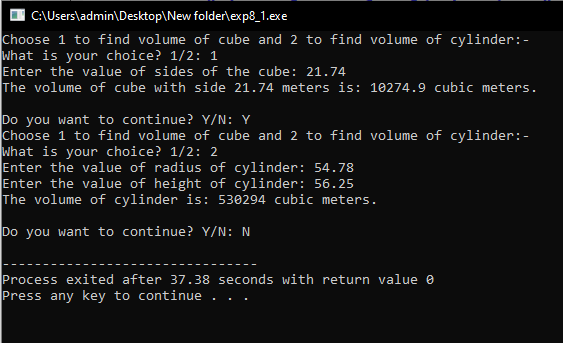 C:\Users\admin\Desktop\New folder\exp8_1.exe
Choose 1 to find volume of cube and 2 to find volume of cylinder:-
What is your choice? 1/2: 1
Enter the value of sides of the cube: 21.74
The volume of cube with side 21.74 meters is: 10274.9 cubic meters.
Do you want to continue? Y/N: Y
Choose 1 to find volume of cube and 2 to find volume of cylinder:-
What is your choice? 1/2: 2
Enter the value of radius of cylinder: 54.78
Enter the value of height of cylinder: 56.25
The volume of cylinder is: 530294 cubic meters.
Do you want to continue? Y/N: N
--------------------------------
Process exited after 37.38 seconds with return value 0
Press any key to continue . . .